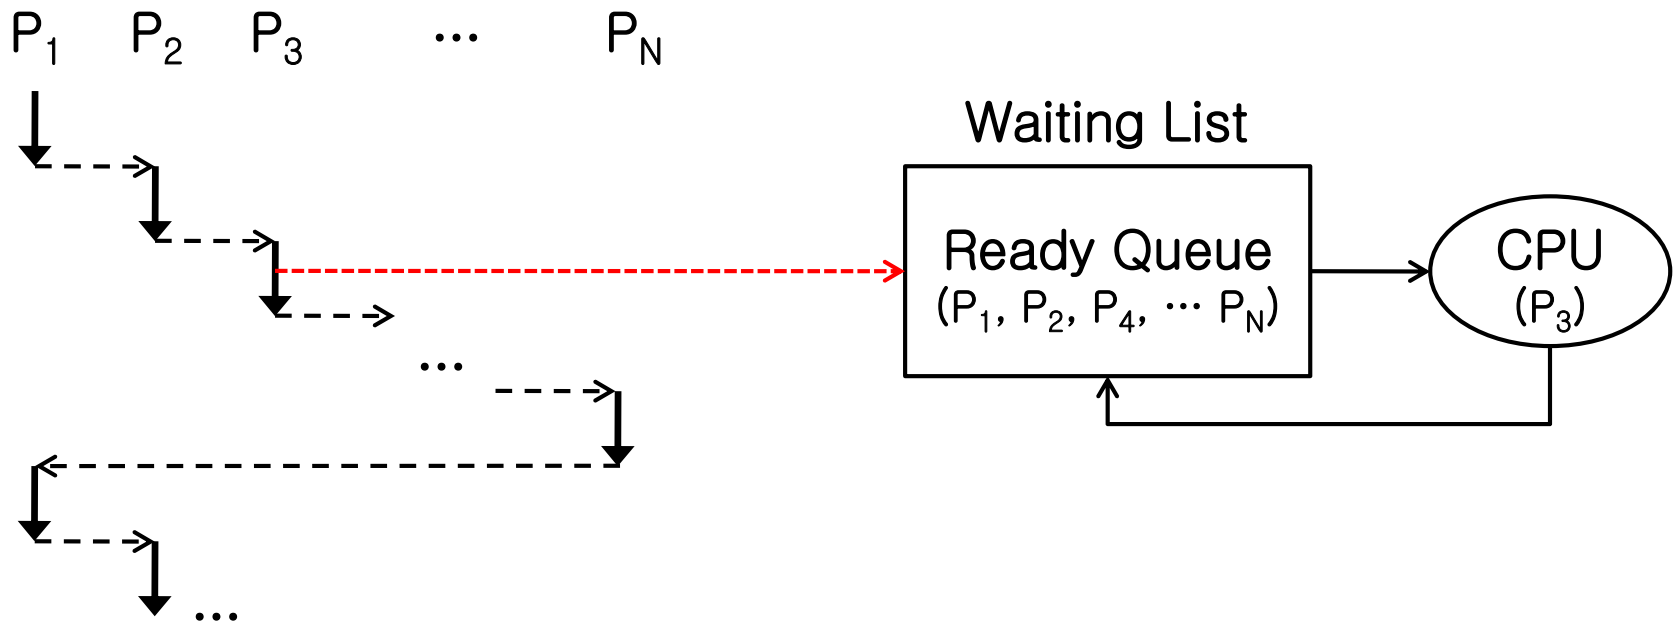 P1 P2 P3 ... PN
Waiting List
Ready Queue
(P1, P2, P4, ... PN)
CPU
(P3)
...
...